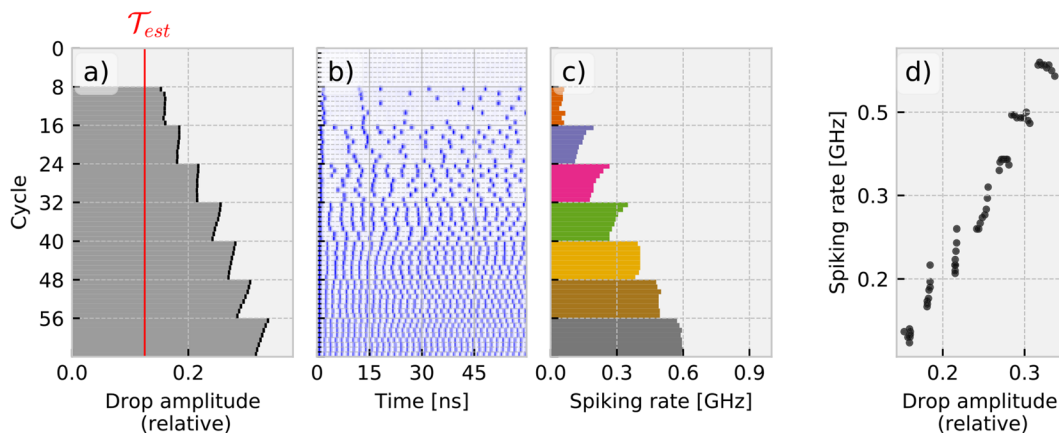 𝒯est
a)
b)
c)
d)
Cycle
0
8
16
24
32
40
48
56
0.0
0.2
Drop amplitude
(relative)
0
15
30
45
Time [ns]
0.0
0.3
0.6
0.9
Spiking rate [GHz]
Spiking rate [GHz]
0.5
0.3
0.2
0.2
0.3
Drop amplitude
(relative)